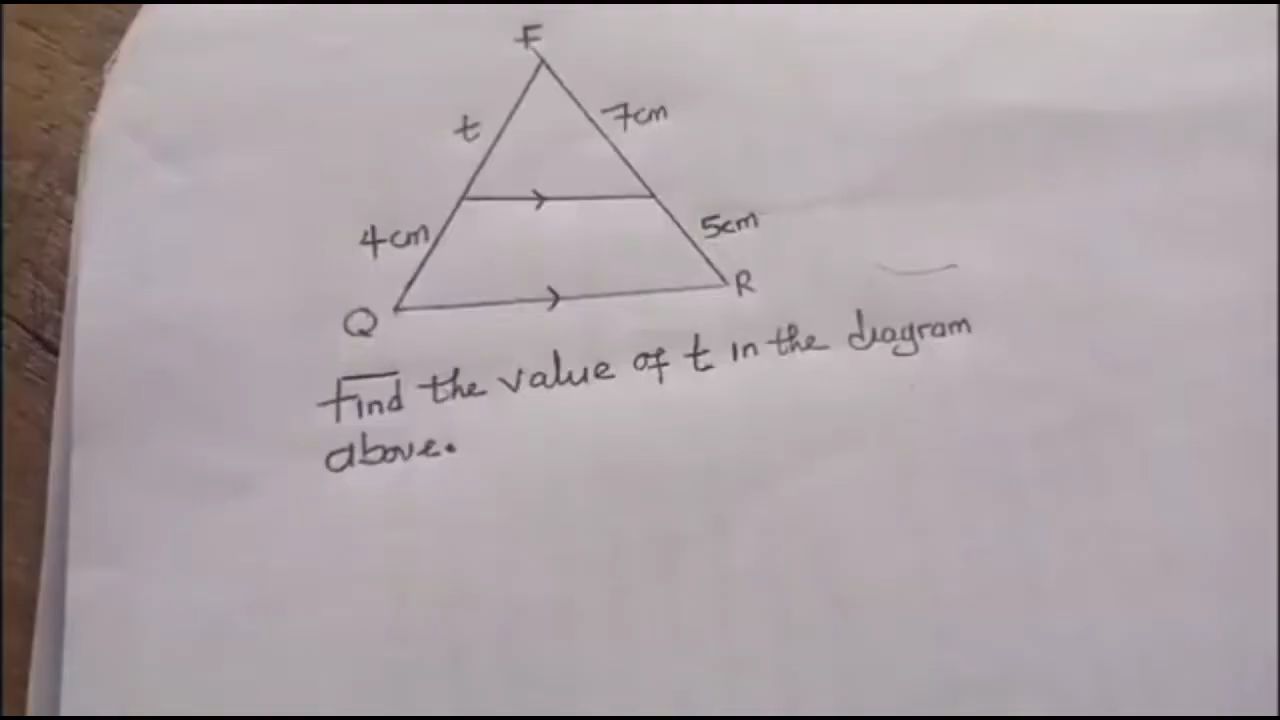 F
t
7cm
4cm
5cm
Q
R
Find the value of t in the diagram
above.